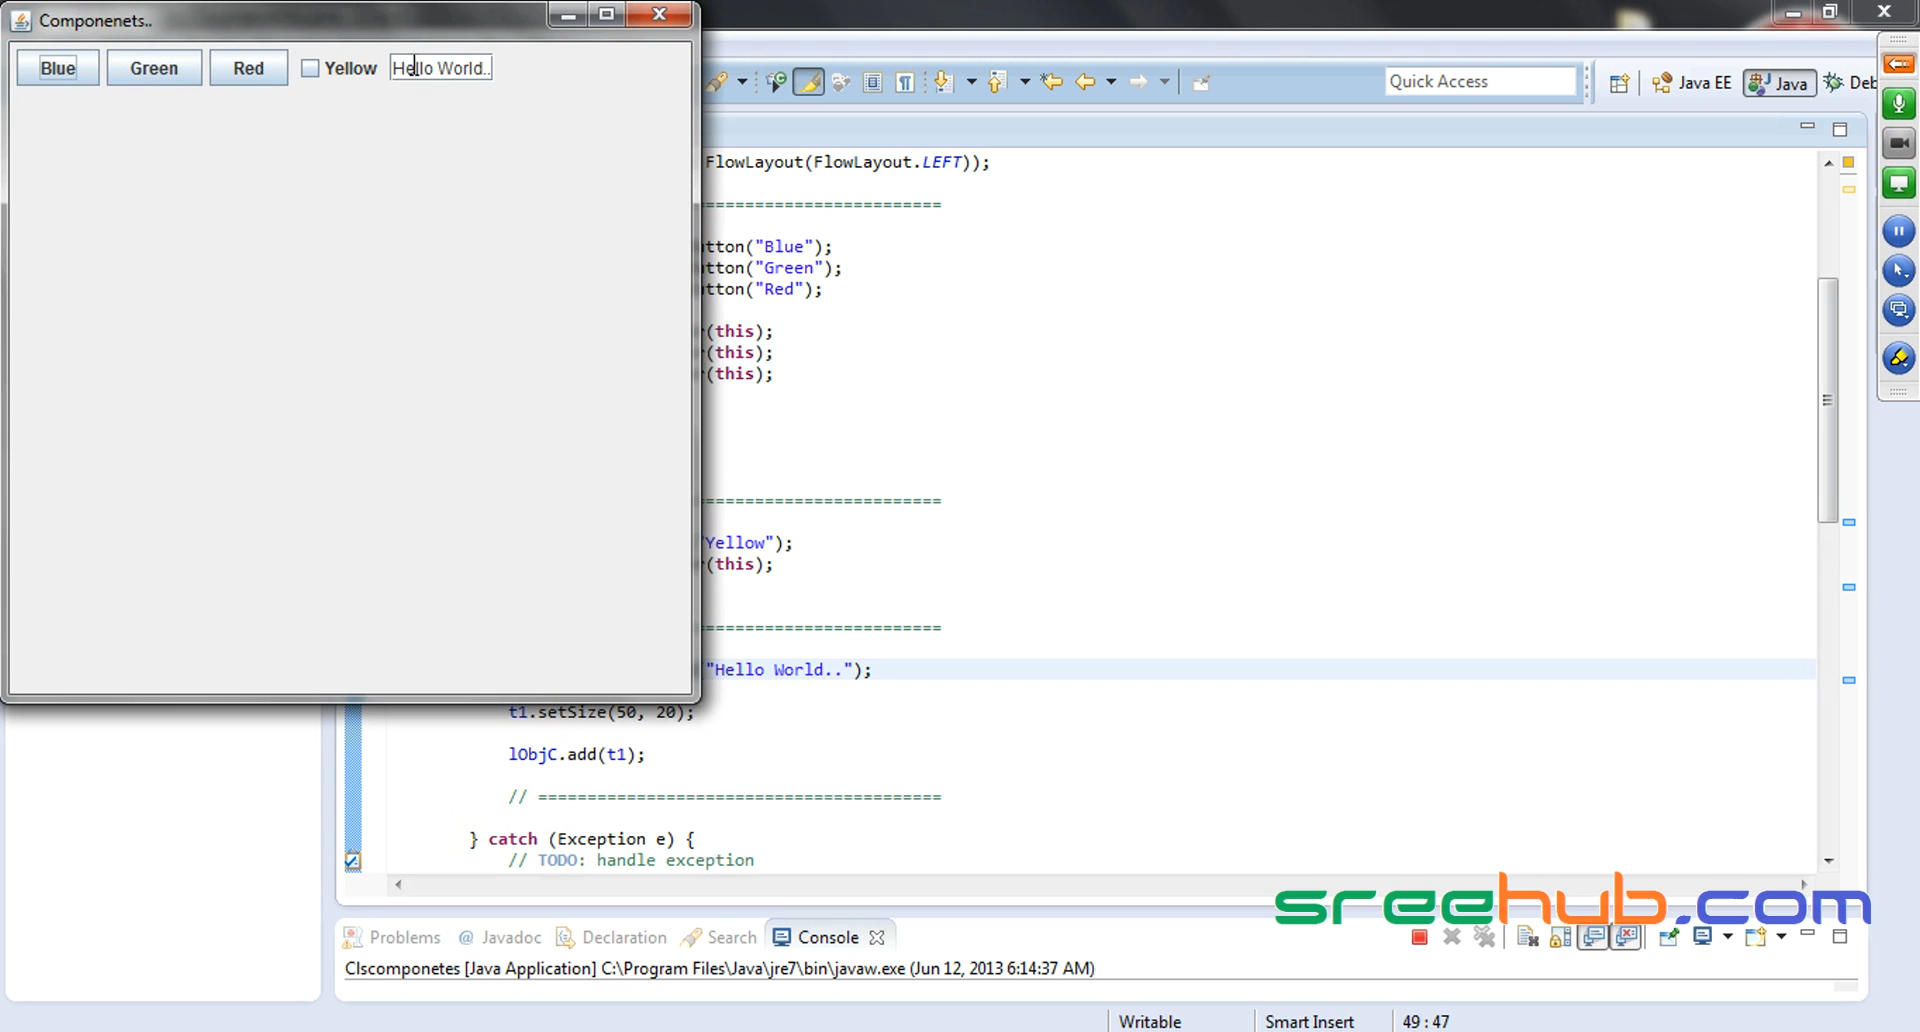 Componenets..
Blue Green Red Yellow Hello World..
Quick Access Java EE Java Deb
FlowLayout(FlowLayout.LEFT));
=========================
utton("Blue");
utton("Green");
utton("Red");
r(this);
r(this);
r(this);
=========================
"Yellow");
r(this);
=========================
"Hello World..");
t1.setSize(50, 20);
lObjC.add(t1);
// =========================================
} catch (Exception e) {
// TODO: handle exception
sreehub.com
Problems @ Javadoc Declaration Search Console
Clscomponetes [Java Application] C:\Program Files\Java\jre7\bin\javaw.exe (Jun 12, 2013 6:14:37 AM)
Writable Smart Insert 49 : 47